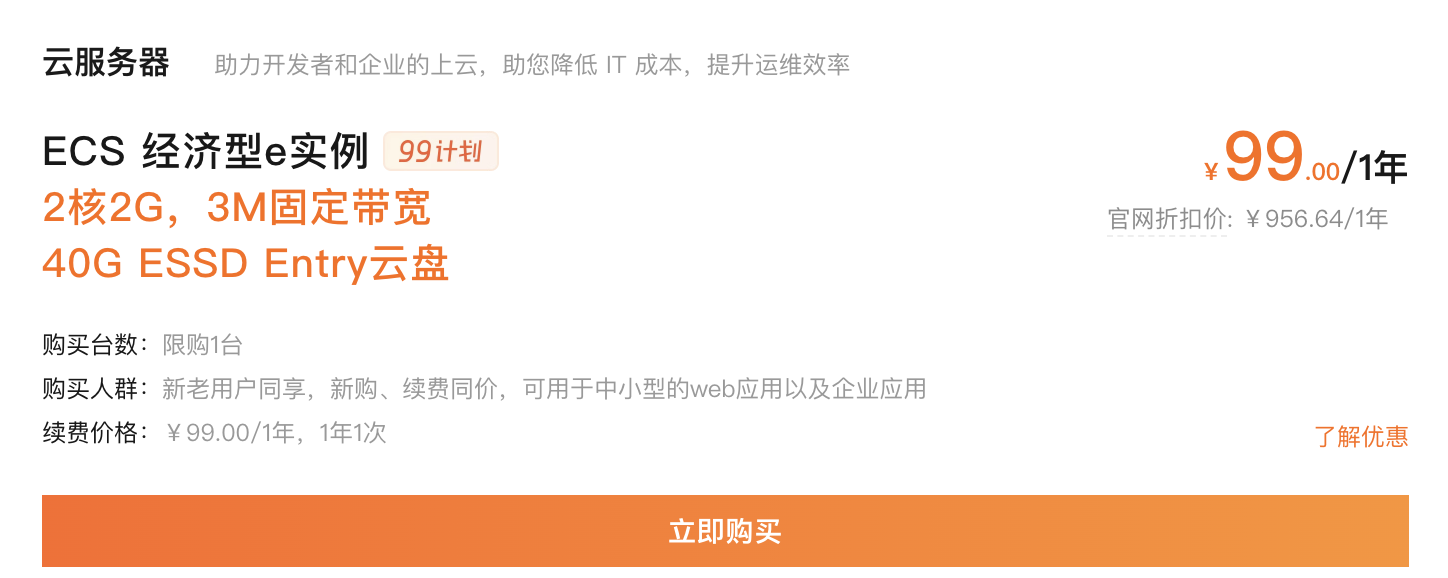 云服务器 助力开发者和企业的上云，助您降低 IT 成本，提升运维效率
ECS 经济型e实例 99计划
2核2G，3M固定带宽
40G ESSD Entry云盘
¥99.00/1年
官网折扣价: ¥956.64/1年
购买台数：限购1台
购买人群：新老用户同享，新购、续费同价，可用于中小型的web应用以及企业应用
续费价格：¥99.00/1年，1年1次
了解优惠
立即购买